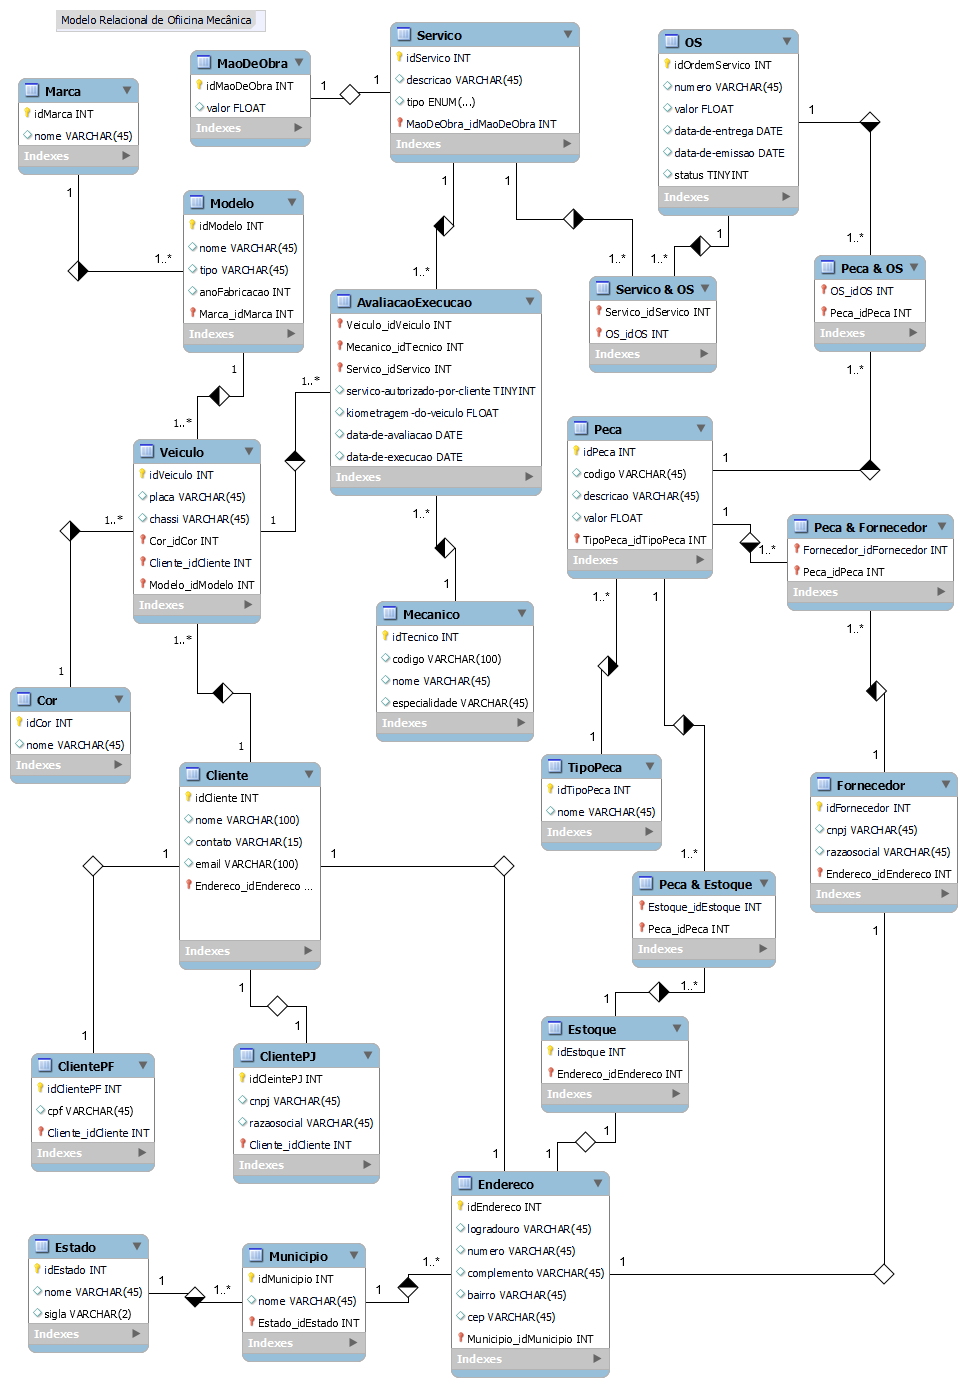 Modelo Relacional de Ofiicina Mecânica
Servico
idServico INT
descricao VARCHAR(45)
tipo ENUM(...)
MaoDeObra_idMaoDeObra INT
Indexes
OS
idOrdemServico INT
numero VARCHAR(45)
valor FLOAT
data-de-entrega DATE
data-de-emissao DATE
status TINYINT
Indexes
MaoDeObra
idMaoDeObra INT
valor FLOAT
Indexes
1
1
Marca
idMarca INT
nome VARCHAR(45)
Indexes
1
1..*
Modelo
idModelo INT
nome VARCHAR(45)
tipo VARCHAR(45)
anoFabricacao INT
Marca_idMarca INT
Indexes
1
1..*
1
1..*
1
1..*
1
1..*
1
1..*
Peca & OS
OS_idOS INT
Peca_idPeca INT
Indexes
1..*
1
Servico & OS
Servico_idServico INT
OS_idOS INT
Indexes
AvaliacaoExecucao
Veiculo_idVeiculo INT
Mecanico_idTecnico INT
Servico_idServico INT
servico-autorizado-por-cliente TINYINT
kiometragem-do-veiculo FLOAT
data-de-avaliacao DATE
data-de-execucao DATE
Indexes
1..*
1
1..*
1
Veiculo
idVeiculo INT
placa VARCHAR(45)
chassi VARCHAR(45)
Cor_idCor INT
Cliente_idCliente INT
Modelo_idModelo INT
Indexes
1..*
1
1..*
1
Peca
idPeca INT
codigo VARCHAR(45)
descricao VARCHAR(45)
valor FLOAT
TipoPeca_idTipoPeca INT
Indexes
1
1..*
Peca & Fornecedor
Fornecedor_idFornecedor INT
Peca_idPeca INT
Indexes
1..*
1
1..*
1
1
1..*
Mecanico
idTecnico INT
codigo VARCHAR(100)
nome VARCHAR(45)
especialidade VARCHAR(45)
Indexes
Cor
idCor INT
nome VARCHAR(45)
Indexes
Cliente
idCliente INT
nome VARCHAR(100)
contato VARCHAR(15)
email VARCHAR(100)
Endereco_idEndereco ...
Indexes
TipoPeca
idTipoPeca INT
nome VARCHAR(45)
Indexes
Fornecedor
idFornecedor INT
cnpj VARCHAR(45)
razaosocial VARCHAR(45)
Endereco_idEndereco INT
Indexes
1
1
1
1
1
1
1
1
Peca & Estoque
Estoque_idEstoque INT
Peca_idPeca INT
Indexes
1..*
1
Estoque
idEstoque INT
Endereco_idEndereco INT
Indexes
1
1
ClientePF
idClientePF INT
cpf VARCHAR(45)
Cliente_idCliente INT
Indexes
ClientePJ
idCleintePJ INT
cnpj VARCHAR(45)
razaosocial VARCHAR(45)
Cliente_idCliente INT
Indexes
Endereco
idEndereco INT
logradouro VARCHAR(45)
numero VARCHAR(45)
complemento VARCHAR(45)
bairro VARCHAR(45)
cep VARCHAR(45)
Municipio_idMunicipio INT
Indexes
Estado
idEstado INT
nome VARCHAR(45)
sigla VARCHAR(2)
Indexes
1
1..*
Municipio
idMunicipio INT
nome VARCHAR(45)
Estado_idEstado INT
Indexes
1
1..*